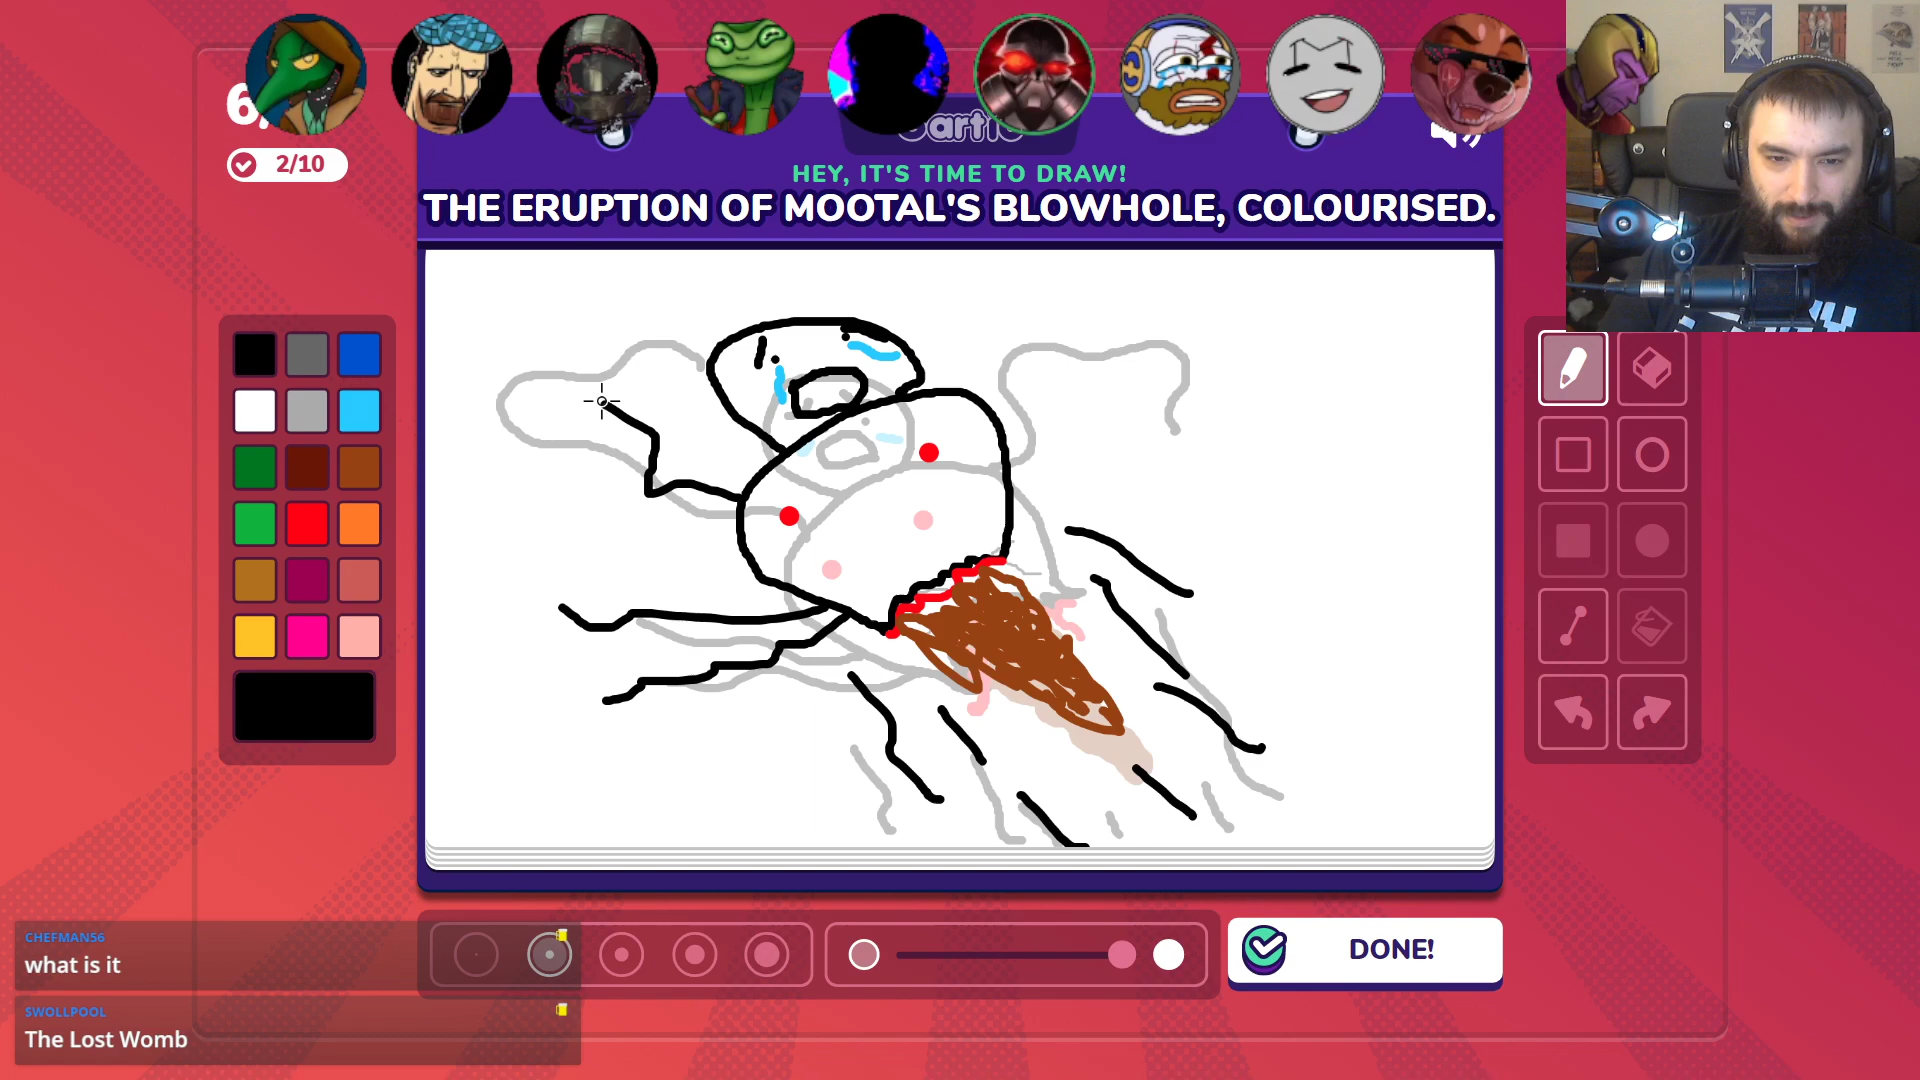 6/
2/10
HEY, IT'S TIME TO DRAW!
THE ERUPTION OF MOOTAL'S BLOWHOLE, COLOURISED.
CHEFMAN56
what is it
SWOLLPOOL
The Lost Womb
DONE!